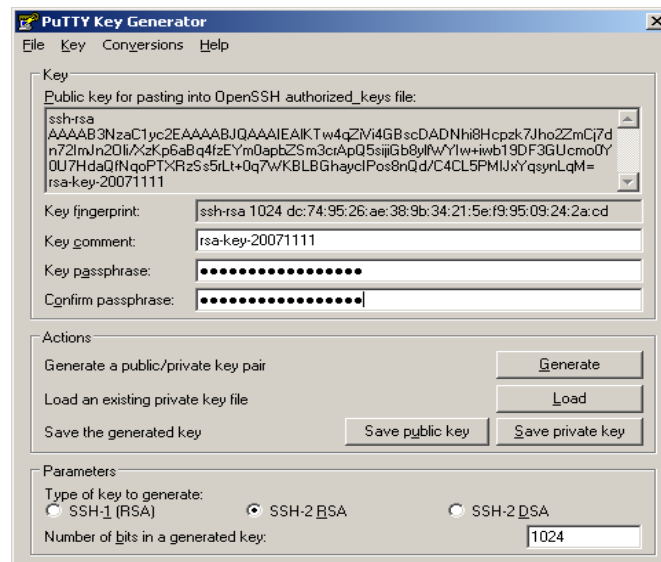 PuTTY Key Generator
File Key Conversions Help
Key
Public key for pasting into OpenSSH authorized_keys file:
ssh-rsa
AAAAB3NzaC1yc2EAAAABJQAAAIEAlKTw4qZiVi4GBscDADNhi8Hcpzk7Jho2ZmCj7d
n72ImJn2Oli/XzKp6aBq4fzEYm0apbZSm3crApQ5sijiGb8ylfWYlw+iwb19DF3GUcmo0Y
0U7HdaQfNqoPTXRzSs5rLt+0q7WKBLBGhayclPos8nQd/C4CL5PMIJxYqsynLqM=
rsa-key-20071111
Key fingerprint: ssh-rsa 1024 dc:74:95:26:ae:38:9b:34:21:5e:f9:95:09:24:2a:cd
Key comment: rsa-key-20071111
Key passphrase: ●●●●●●●●●●●●●●●●●
Confirm passphrase: ●●●●●●●●●●●●●●●●●
Actions
Generate a public/private key pair Generate
Load an existing private key file Load
Save the generated key Save public key Save private key
Parameters
Type of key to generate:
SSH-1 (RSA) SSH-2 RSA SSH-2 DSA
Number of bits in a generated key: 1024